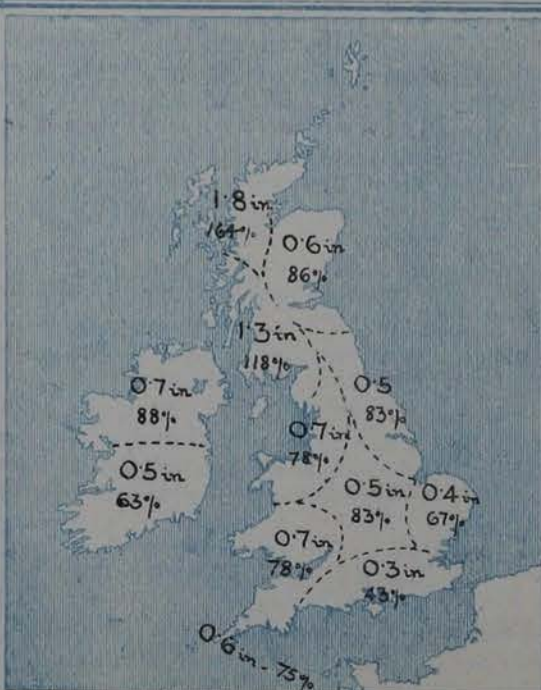 1.8 in
164%
0.6 in
86%
1.3 in
118%
0.5
83%
0.7 in
88%
0.7 in
78%
0.5 in
63%
0.5 in
83%
0.4 in
67%
0.7 in
78%
0.3 in
43%
0.6 in - 75%